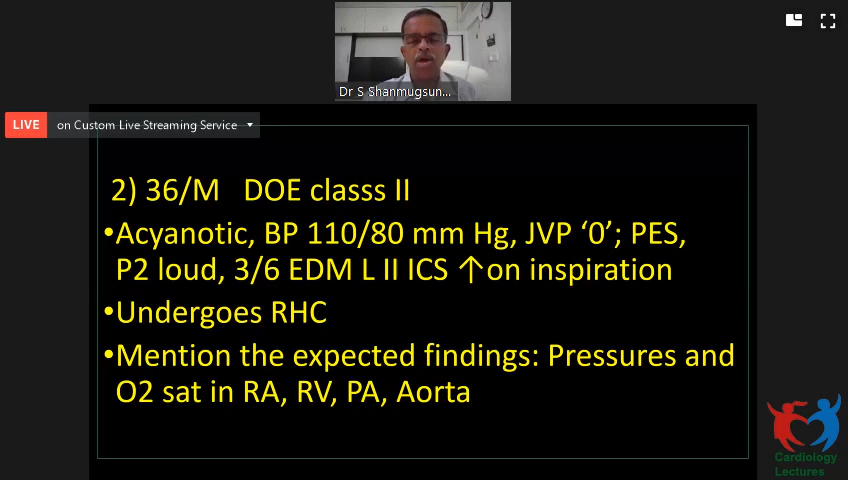 Dr S Shanmugsun...
LIVE on Custom Live Streaming Service
2) 36/M DOE classs II
•Acyanotic, BP 110/80 mm Hg, JVP ‘0’; PES,
P2 loud, 3/6 EDM L II ICS ↑on inspiration
•Undergoes RHC
•Mention the expected findings: Pressures and
O2 sat in RA, RV, PA, Aorta
Cardiology
Lectures